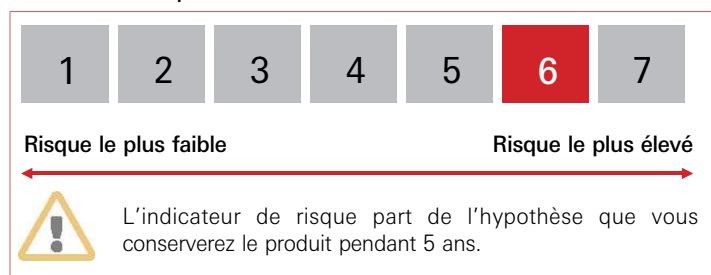 1 2 3 4 5 6 7
Risque le plus faible Risque le plus élevé
L'indicateur de risque part de l'hypothèse que vous
conserverez le produit pendant 5 ans.